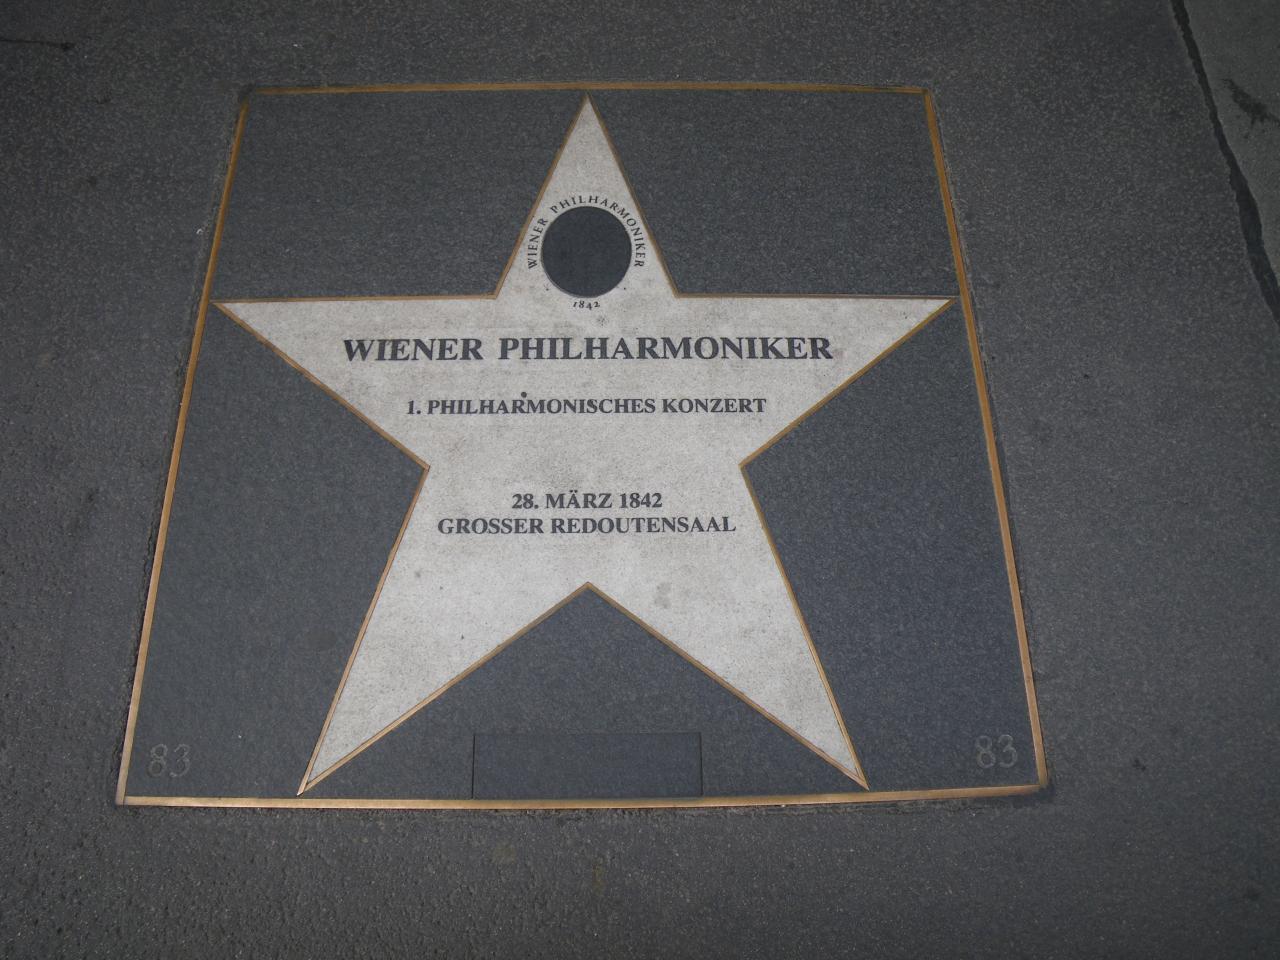 WIENER PHILHARMONIKER
1842
WIENER PHILHARMONIKER
1. PHILHARMONISCHES KONZERT
28. MÄRZ 1842
GROSSER REDOUTENSAAL
83
83